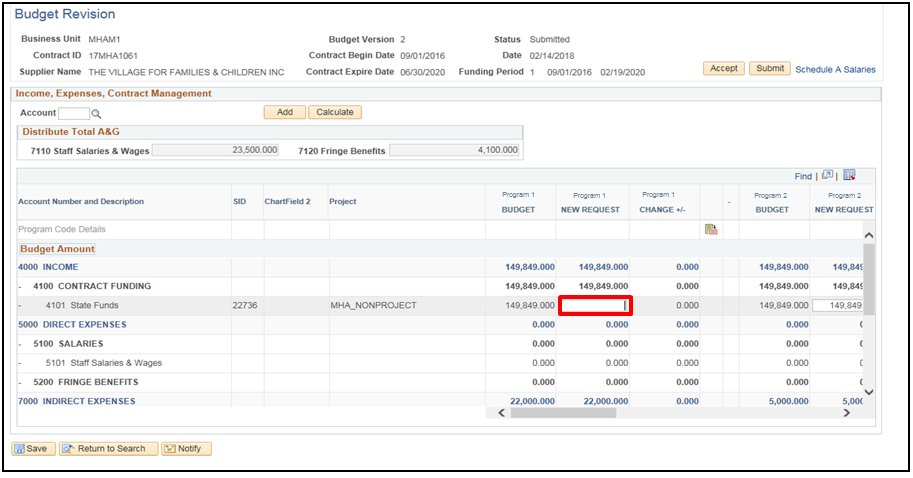 Budget Revision
Business Unit MHAM1 Budget Version 2 Status Submitted
Contract ID 17MHA1061 Contract Begin Date 09/01/2016 Date 02/14/2018
Supplier Name THE VILLAGE FOR FAMILIES & CHILDREN INC Contract Expire Date 06/30/2020 Funding Period 1 09/01/2016 02/19/2020 Accept Submit Schedule A Salaries
Income, Expenses, Contract Management
Account Add Calculate
Distribute Total A&G
7110 Staff Salaries & Wages 23,500.000 7120 Fringe Benefits 4,100.000
Find | |
Program 1 Program 1 Program 1 Program 2 Program 2
Account Number and Description SID ChartField 2 Project BUDGET NEW REQUEST CHANGE +/- - BUDGET NEW REQUEST
Program Code Details
Budget Amount
4000 INCOME 149,849.000 149,849.000 0.000 149,849.000 149,849
- 4100 CONTRACT FUNDING 149,849.000 149,849.000 0.000 149,849.000 149,849
- 4101 State Funds 22736 MHA_NONPROJECT 149,849.000 0.000 149,849.000 149,849
5000 DIRECT EXPENSES 0.000 0.000 0.000 0.000
- 5100 SALARIES 0.000 0.000 0.000 0.000
- 5101 Staff Salaries & Wages 0.000 0.000 0.000 0.000
- 5200 FRINGE BENEFITS 0.000 0.000 0.000 0.000
7000 INDIRECT EXPENSES 22,000.000 22,000.000 0.000 5,000.000 5,000
Save Return to Search Notify